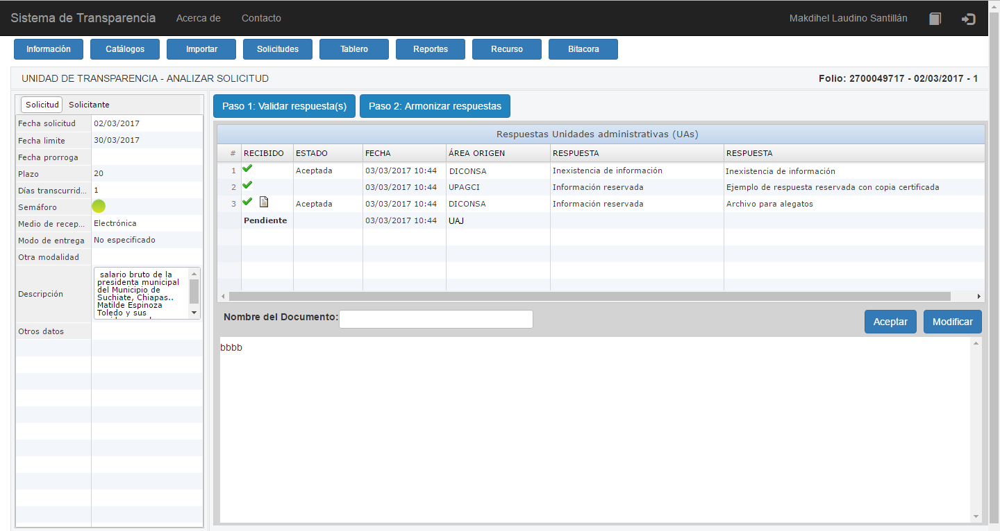 Sistema de Transparencia Acerca de Contacto Makdihel Laudino Santillán
Información Catálogos Importar Solicitudes Tablero Reportes Recurso Bitacora
UNIDAD DE TRANSPARENCIA - ANALIZAR SOLICITUD Folio: 2700049717 - 02/03/2017 - 1
Solicitud Solicitante
Fecha solicitud 02/03/2017
Fecha limite 30/03/2017
Fecha prorroga
Plazo 20
Días transcurrid... 1
Semáforo
Medio de recep... Electrónica
Modo de entrega No especificado
Otra modalidad
Descripción
salario bruto de la
presidenta municipal
del Municipio de
Suchiate, Chiapas..
Matilde Espinoza
Toledo y sus
Otros datos
Paso 1: Validar respuesta(s) Paso 2: Armonizar respuestas
Respuestas Unidades administrativas (UAs)
# RECIBIDO ESTADO FECHA ÁREA ORIGEN RESPUESTA RESPUESTA
1 Aceptada 03/03/2017 10:44 DICONSA Inexistencia de información Inexistencia de información
2 03/03/2017 10:44 UPAGCI Información reservada Ejemplo de respuesta reservada con copia certificada
3 Aceptada 03/03/2017 10:44 DICONSA Información reservada Archivo para alegatos
Pendiente 03/03/2017 10:44 UAJ
Nombre del Documento: Aceptar Modificar
bbbb